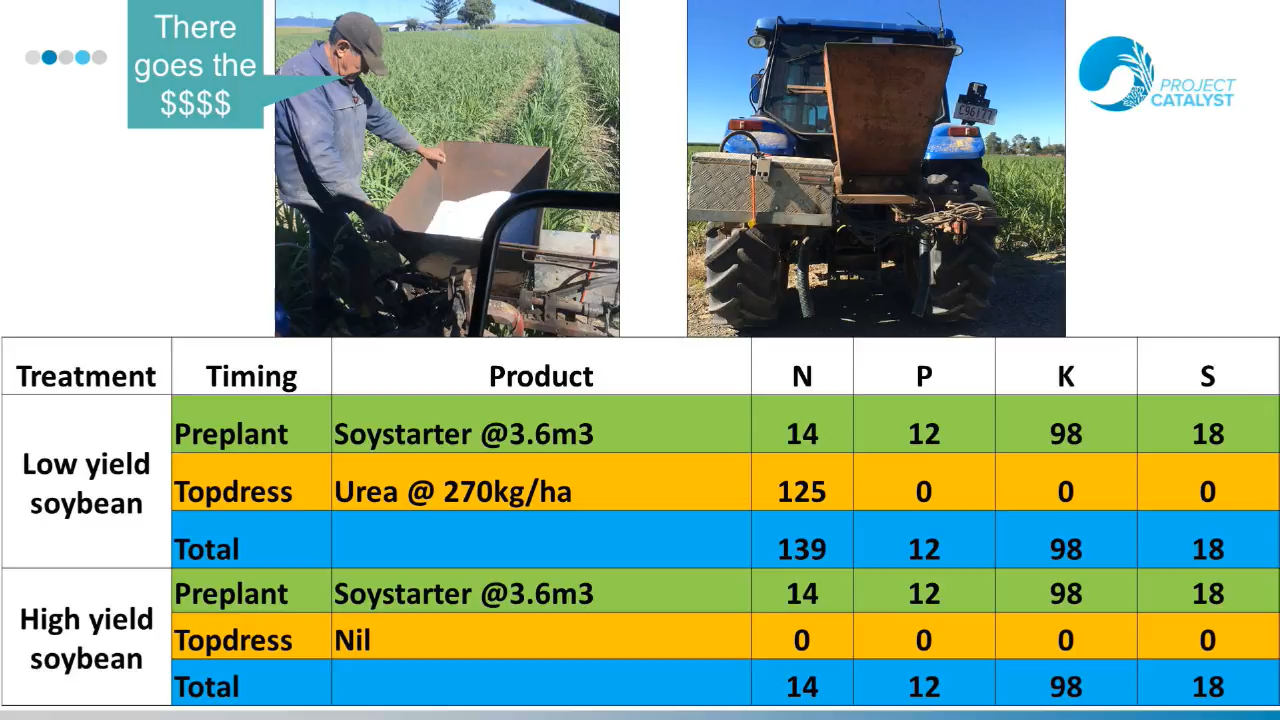 There
goes the
$$$$
PROJECT
CATALYST
C96177
Treatment Timing Product N P K S
Low yield soybean
Preplant Soystarter @3.6m3 14 12 98 18
Topdress Urea @ 270kg/ha 125 0 0 0
Total 139 12 98 18
High yield soybean
Preplant Soystarter @3.6m3 14 12 98 18
Topdress Nil 0 0 0 0
Total 14 12 98 18